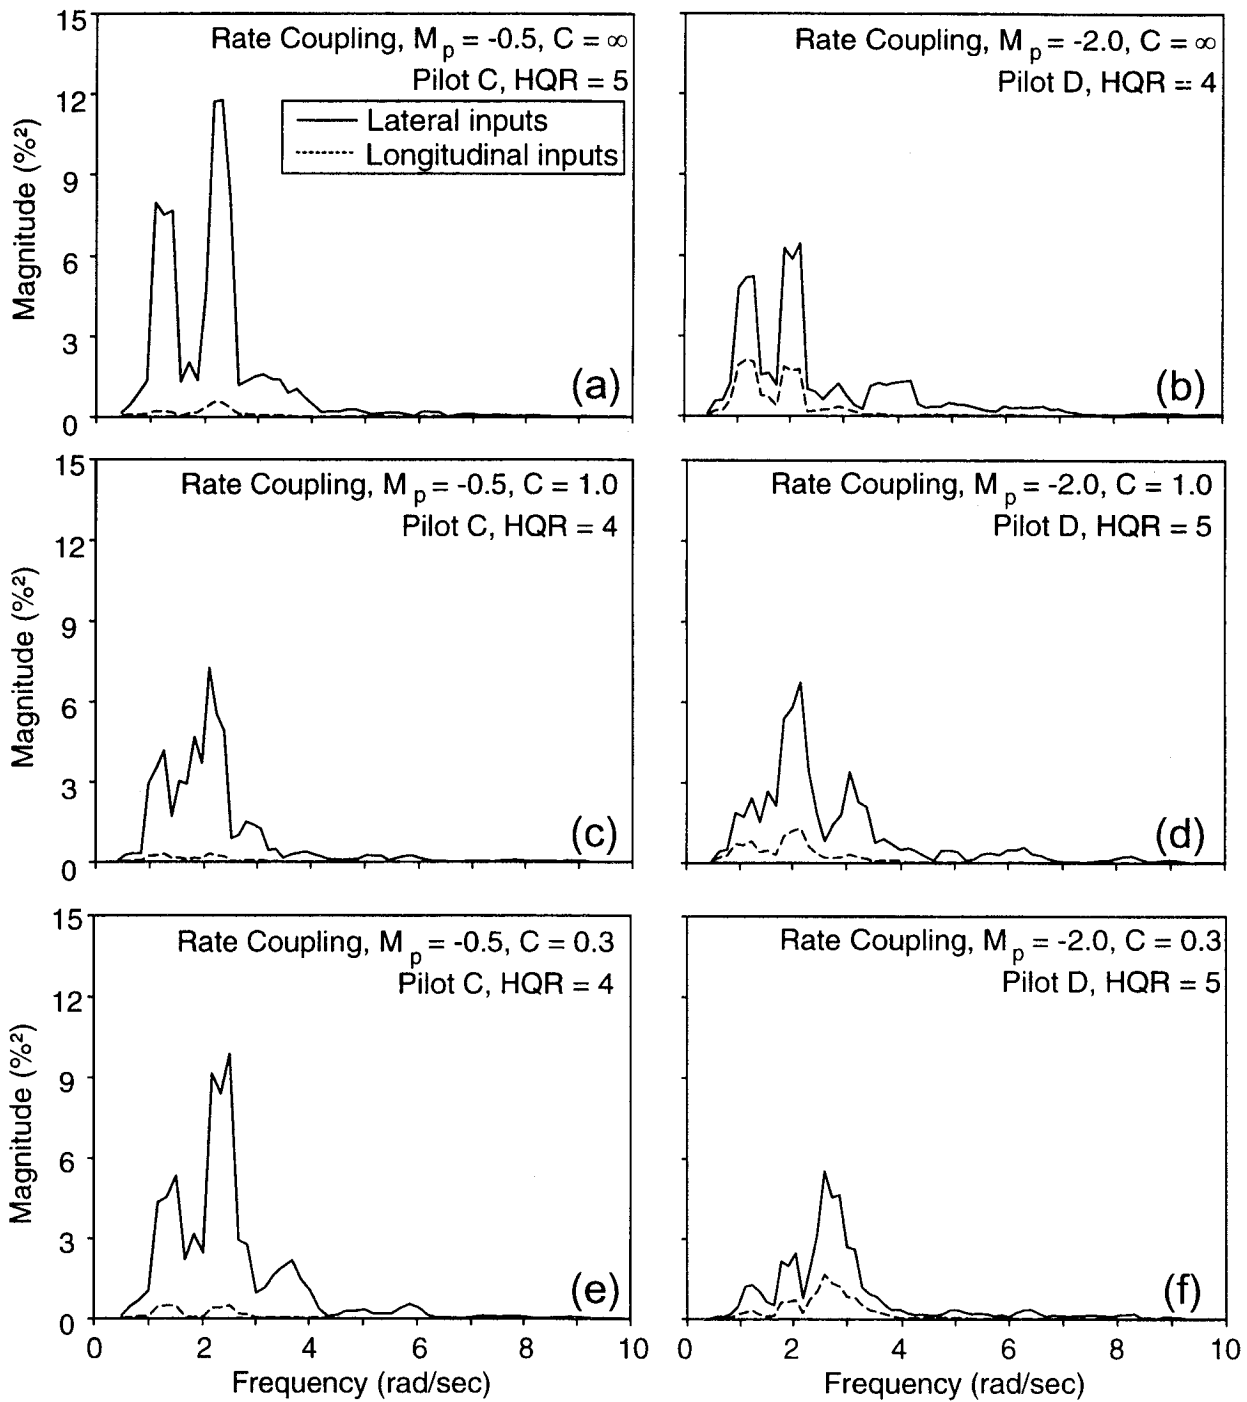 15
Rate Coupling, M p = -0.5, C = ∞
Pilot C, HQR = 5
Lateral inputs
Longitudinal inputs
12
9
6
3
0
Magnitude (%²)
(a)
Rate Coupling, M p = -2.0, C = ∞
Pilot D, HQR = 4
(b)
15
Rate Coupling, M p = -0.5, C = 1.0
Pilot C, HQR = 4
12
9
6
3
0
Magnitude (%²)
(c)
Rate Coupling, M p = -2.0, C = 1.0
Pilot D, HQR = 5
(d)
15
Rate Coupling, M p = -0.5, C = 0.3
Pilot C, HQR = 4
12
9
6
3
0
Magnitude (%²)
(e)
0 2 4 6 8 10
Frequency (rad/sec)
Rate Coupling, M p = -2.0, C = 0.3
Pilot D, HQR = 5
(f)
0 2 4 6 8 10
Frequency (rad/sec)